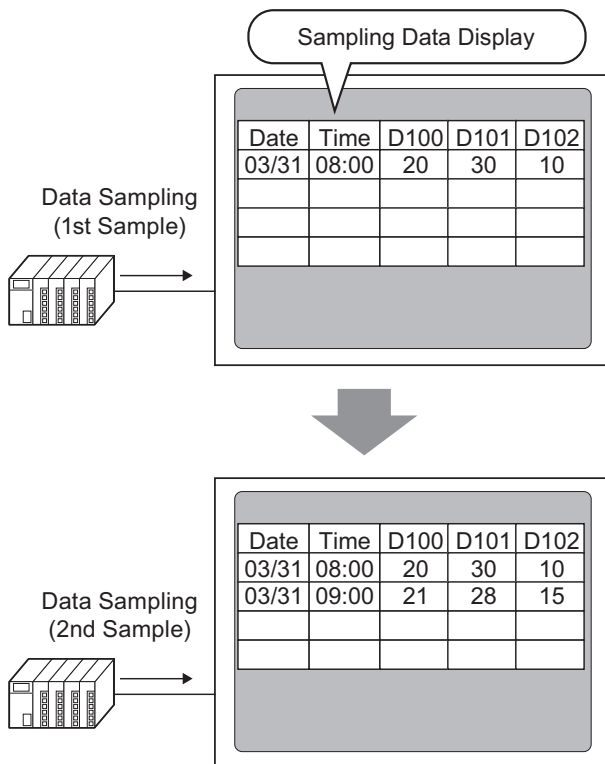 Sampling Data Display
Date Time D100 D101 D102
03/31 08:00 20 30 10
Data Sampling
(1st Sample)
Date Time D100 D101 D102
03/31 08:00 20 30 10
03/31 09:00 21 28 15
Data Sampling
(2nd Sample)